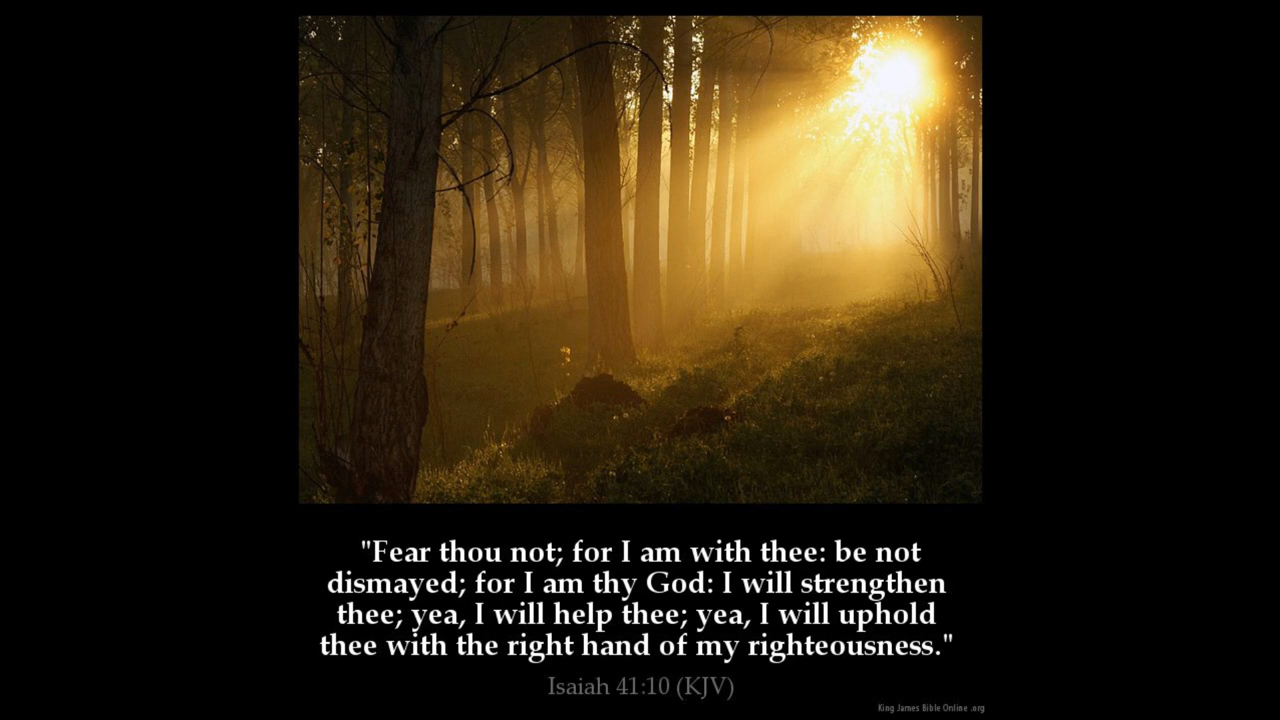 "Fear thou not; for I am with thee: be not
dismayed; for I am thy God: I will strengthen
thee; yea, I will help thee; yea, I will uphold
thee with the right hand of my righteousness."
Isaiah 41:10 (KJV)
King James Bible Online .org